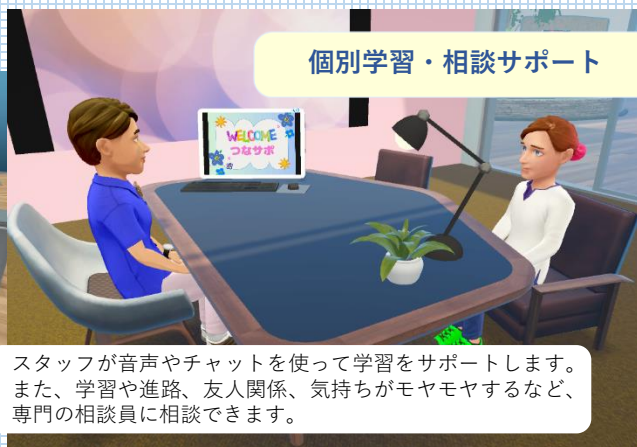 個別学習・相談サポート
WELCOME
つなサポ
スタッフが音声やチャットを使って学習をサポートします。
また、学習や進路、友人関係、気持ちがモヤモヤするなど、
専門の相談員に相談できます。